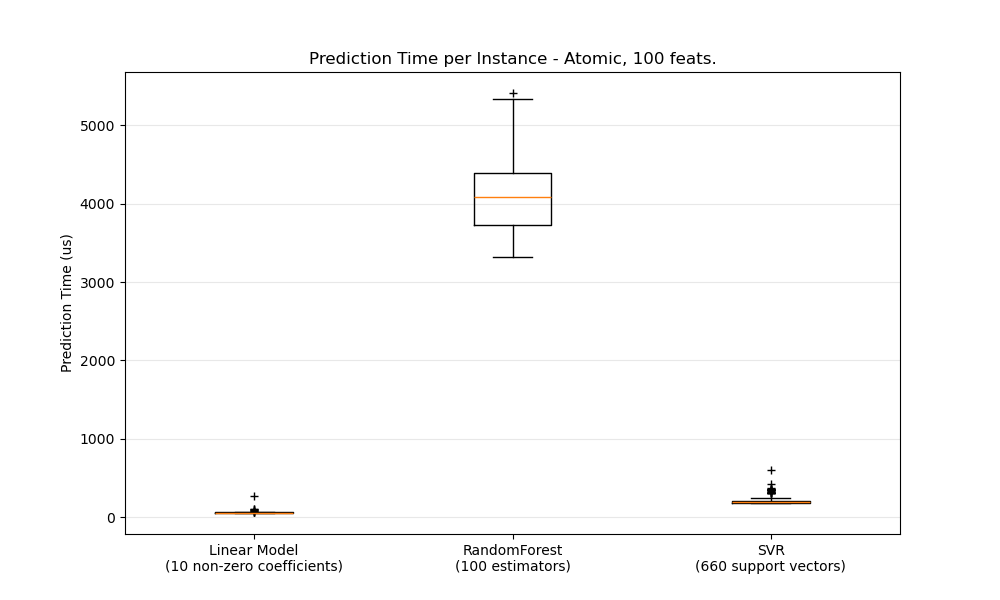 Prediction Time per Instance - Atomic, 100 feats.
Prediction Time (us)
5000
4000
3000
2000
1000
0
Linear Model
(10 non-zero coefficients)
RandomForest
(100 estimators)
SVR
(660 support vectors)